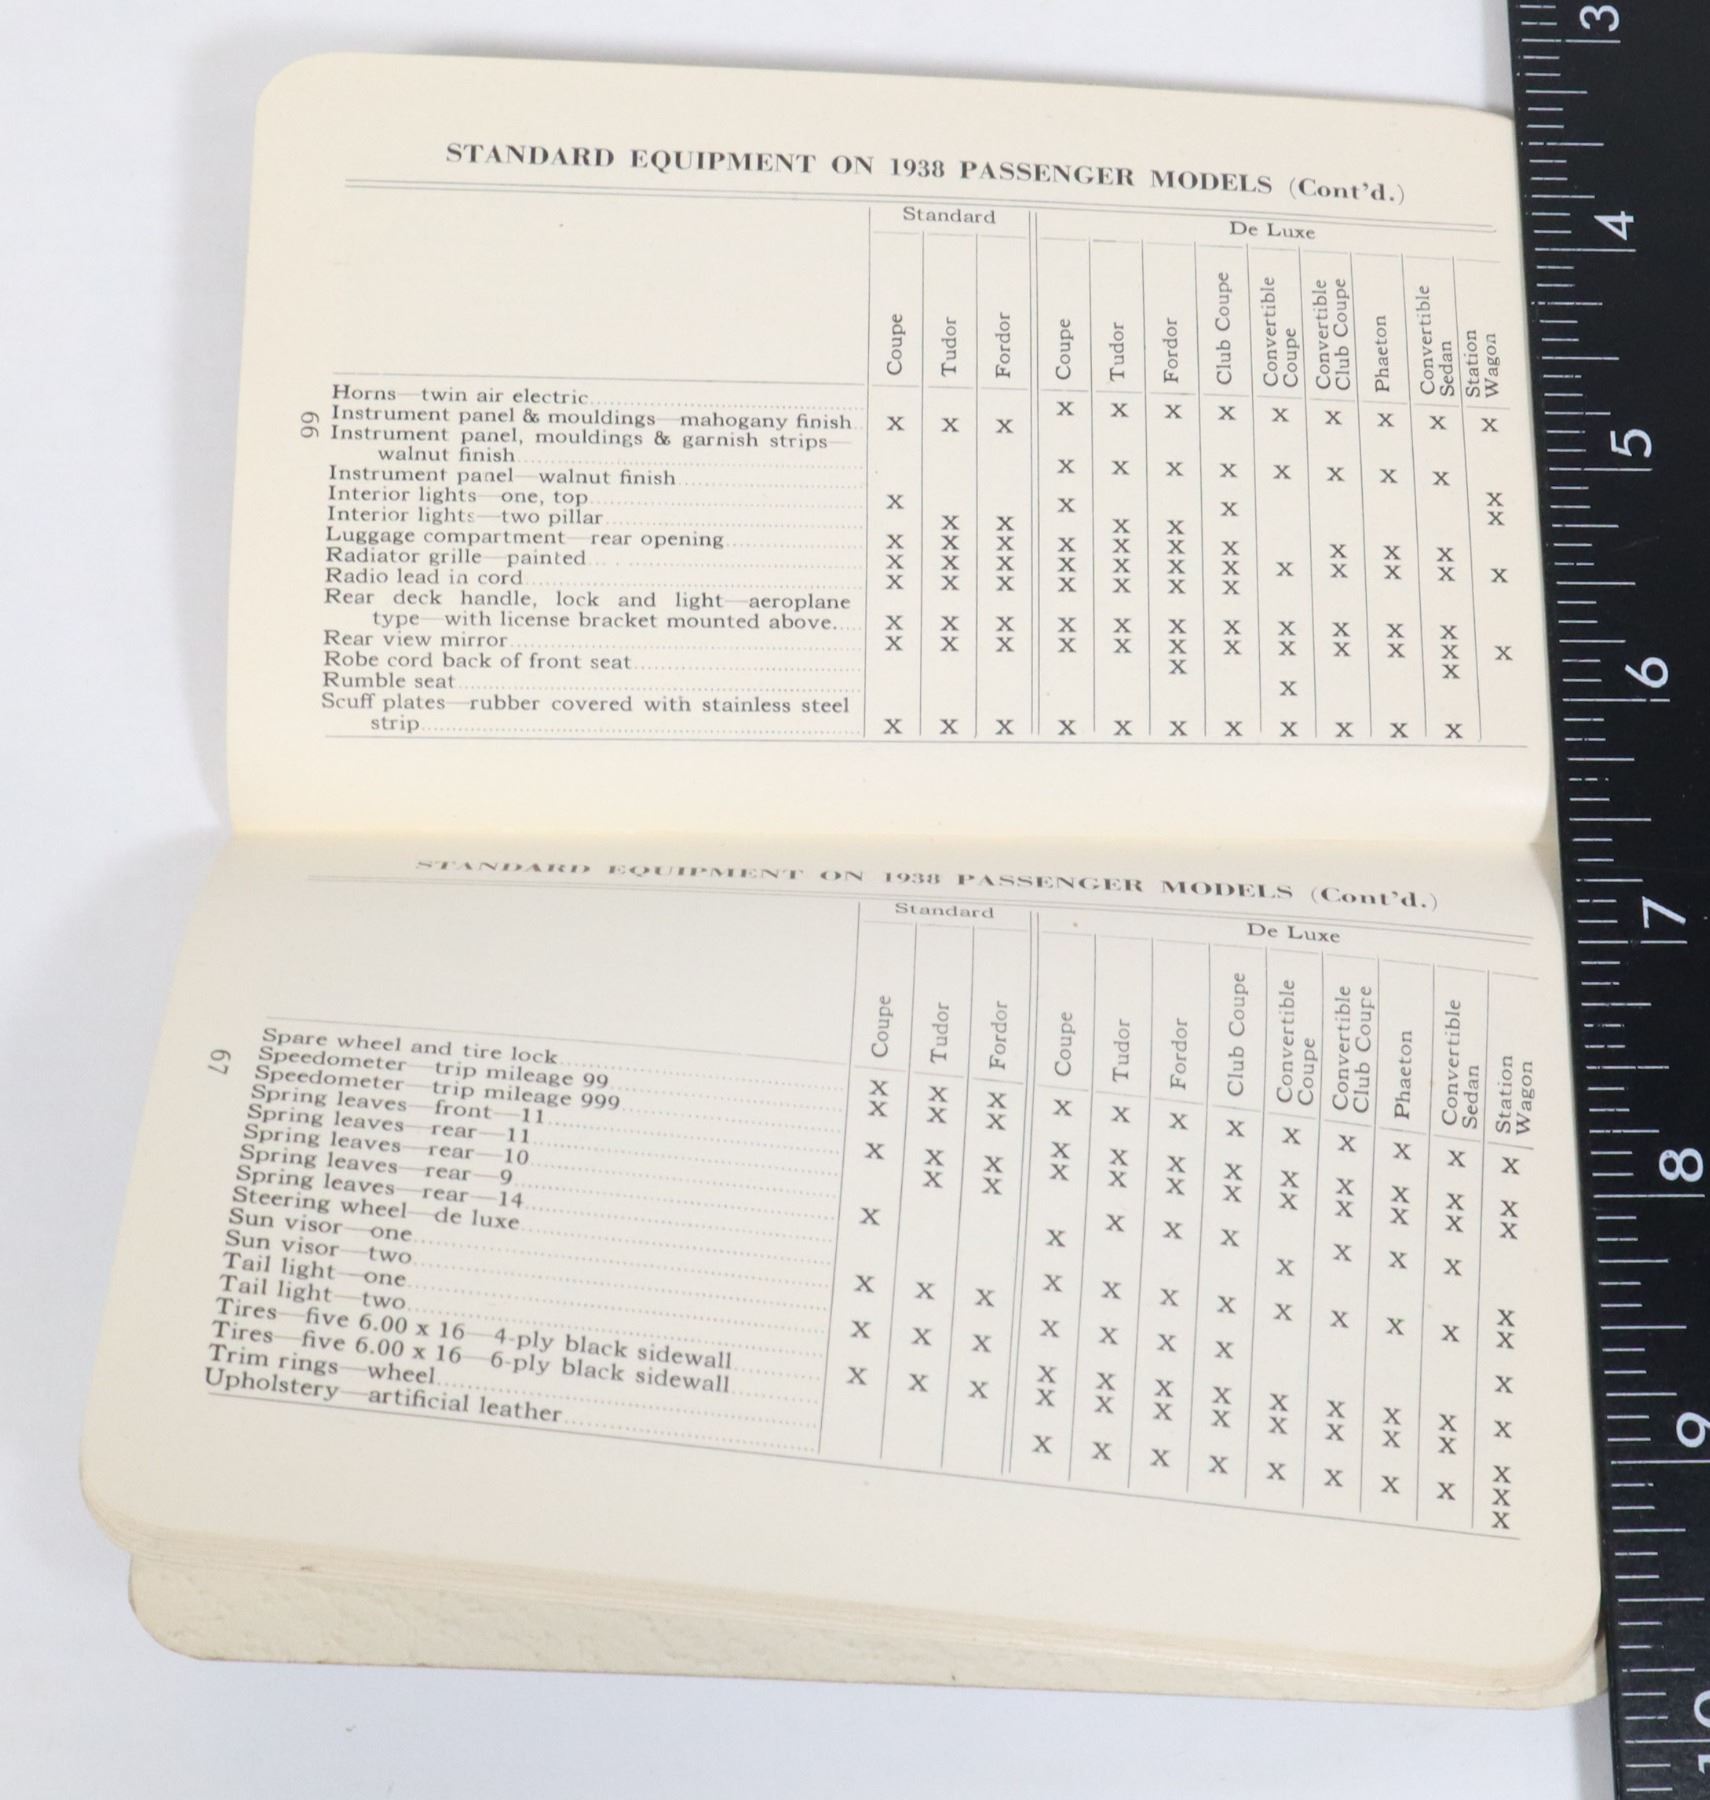 STANDARD EQUIPMENT ON 1938 PASSENGER MODELS (Cont'd.)
Standard
De Luxe
Coupe
Tudor
Fordor
Coupe
Tudor
Fordor
Club Coupe
Convertible
Coupe
Convertible
Club Coupe
Phaeton
Convertible
Sedan
Station
Wagon
Horns—twin air electric X X X X X X X X X
Instrument panel & mouldings—mahogany finish X X X
Instrument panel, mouldings & garnish strips—
walnut finish X X X X X X X X
Instrument panel—walnut finish X
Interior lights—one, top X X X X
Interior lights—two pillar X X X X
Luggage compartment—rear opening X X X X X X X X X X
Radiator grille—painted X X X X X X X X X X X X
Radio lead in cord X X X X X X X
Rear deck handle, lock and light—aeroplane
type—with license bracket mounted above X X X X X X X X X X X
Rear view mirror X X X X X X X X X X X X
Robe cord back of front seat X X
Rumble seat X
Scuff plates—rubber covered with stainless steel
strip X X X X X X X X X X X
66
STANDARD EQUIPMENT ON 1938 PASSENGER MODELS (Cont'd.)
Standard
De Luxe
Coupe
Tudor
Fordor
Coupe
Tudor
Fordor
Club Coupe
Convertible
Coupe
Convertible
Club Coupe
Phaeton
Convertible
Sedan
Station
Wagon
Spare wheel and tire lock X X X X X X X X X X X X
Speedometer—trip mileage 99 X X X
Speedometer—trip mileage 999 X X X X X X X X X
Spring leaves—front—11 X X X X X X X X X X X X
Spring leaves—rear—11 X X X X X X X
Spring leaves—rear—10 X X X X
Spring leaves—rear—9
Spring leaves—rear—14 X
Steering wheel—de luxe X X X X X X X X X
Sun visor—one X X X X
Sun visor—two X X X X X X X X
Tail light—one X X X X
Tail light—two X X X X X X X X
Tires—five 6.00 x 16—4-ply black sidewall X X X X X X X X X X X
Tires—five 6.00 x 16—6-ply black sidewall X
Trim rings—wheel X X X X X X X X X
Upholstery—artificial leather X
67
3
4
5
6
7
8
9
10